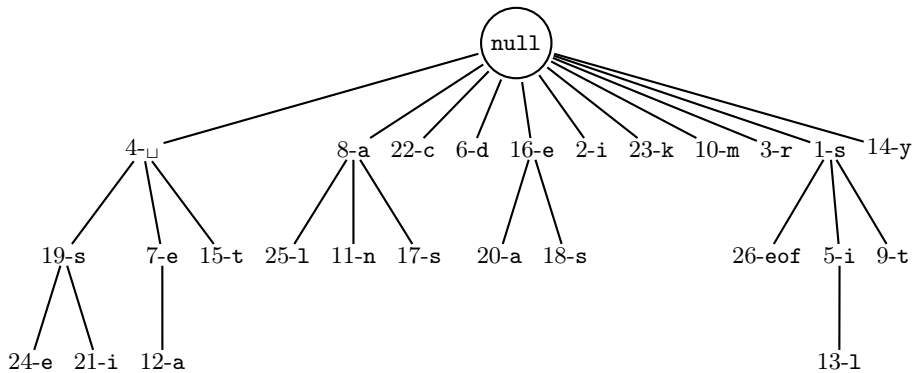 null
4-␣ 8-a 22-c 6-d 16-e 2-i 23-k 10-m 3-r 1-s 14-y
19-s 7-e 15-t 25-l 11-n 17-s 20-a 18-s 26-eof 5-i 9-t
24-e 21-i 12-a 13-l